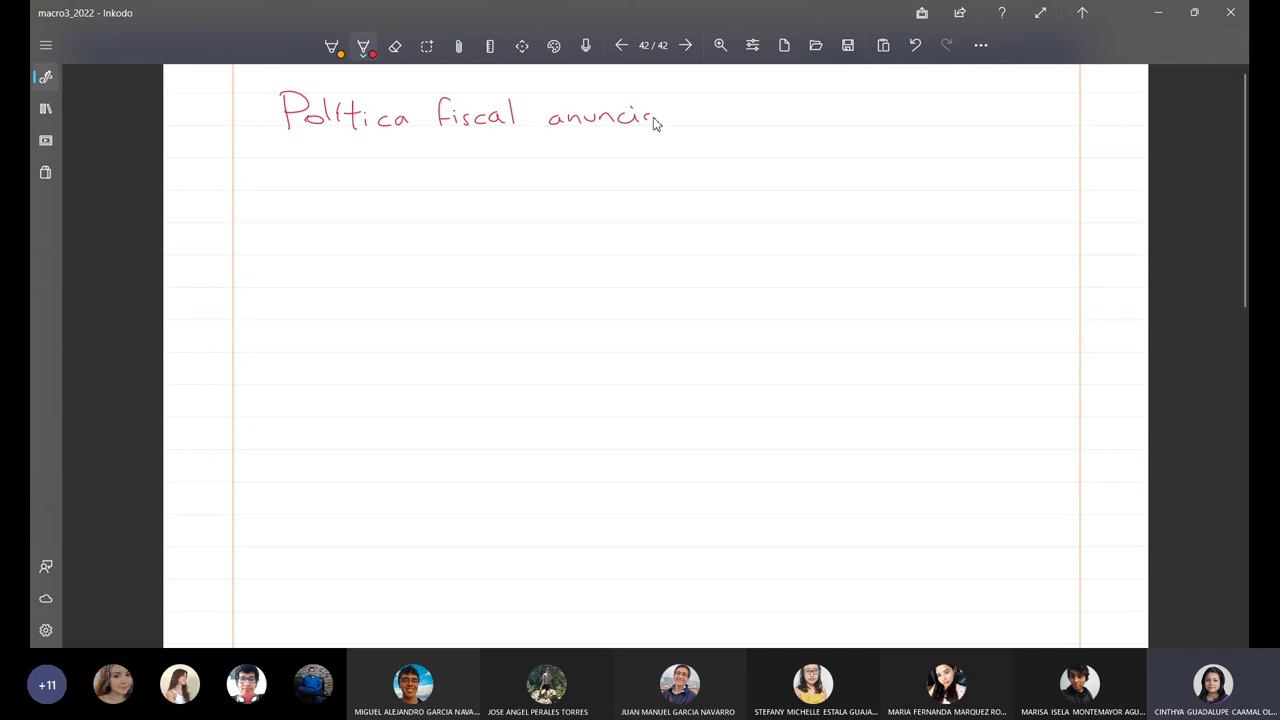 macro3_2022 - Inkodo
42 / 42
Política fiscal anuncia
+11
MIGUEL ALEJANDRO GARCIA NAVA...
JOSE ANGEL PERALES TORRES
JUAN MANUEL GARCIA NAVARRO
STEFANY MICHELLE ESTALA GUAJA...
MARIA FERNANDA MARQUEZ RO...
MARISA ISELA MONTEMAYOR AGU...
CINTHYA GUADALUPE CAAMAL OL...